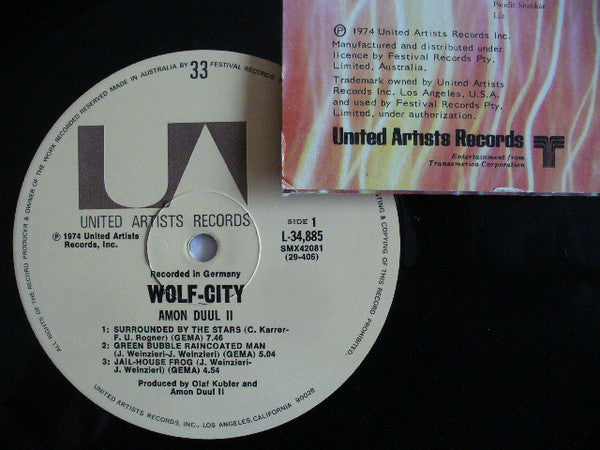 Pandit Shankar
Liz
℗ 1974 United Artists Records Inc.
Manufactured and distributed under
licence by Festival Records Pty.
Limited, Australia.
Trademark owned by United Artists
Records Inc. Los Angeles, U.S.A.
and used by Festival Records Pty.
Limited, under authorization.
United Artists Records
Entertainment from
Transamerica Corporation
ALL RIGHTS OF THE RECORD PRODUCER & OWNER OF THE WORK RECORDED RESERVED. MADE IN AUSTRALIA BY FESTIVAL RECORDS
& COPYING OF THIS RECORD PROHIBITED
33
UA
UNITED ARTISTS RECORDS
℗ 1974 United Artists
Records, Inc.
SIDE 1
L-34,885
SMX42081
(29-406)
Recorded in Germany
WOLF-CITY
AMON DUUL II
1: SURROUNDED BY THE STARS (C. Karrer-
F. U. Rogner) (GEMA) 7.46
2: GREEN BUBBLE RAINCOATED MAN
(J. Weinzierl-J. Weinzierl) (GEMA) 5.04
3: JAIL-HOUSE FROG (J. Weinzierl-
J. Weinzierl) (GEMA) 4.54
Produced by Olaf Kubler and
Amon Duul II
UNITED ARTISTS RECORDS, INC., LOS ANGELES, CALIFORNIA 90028